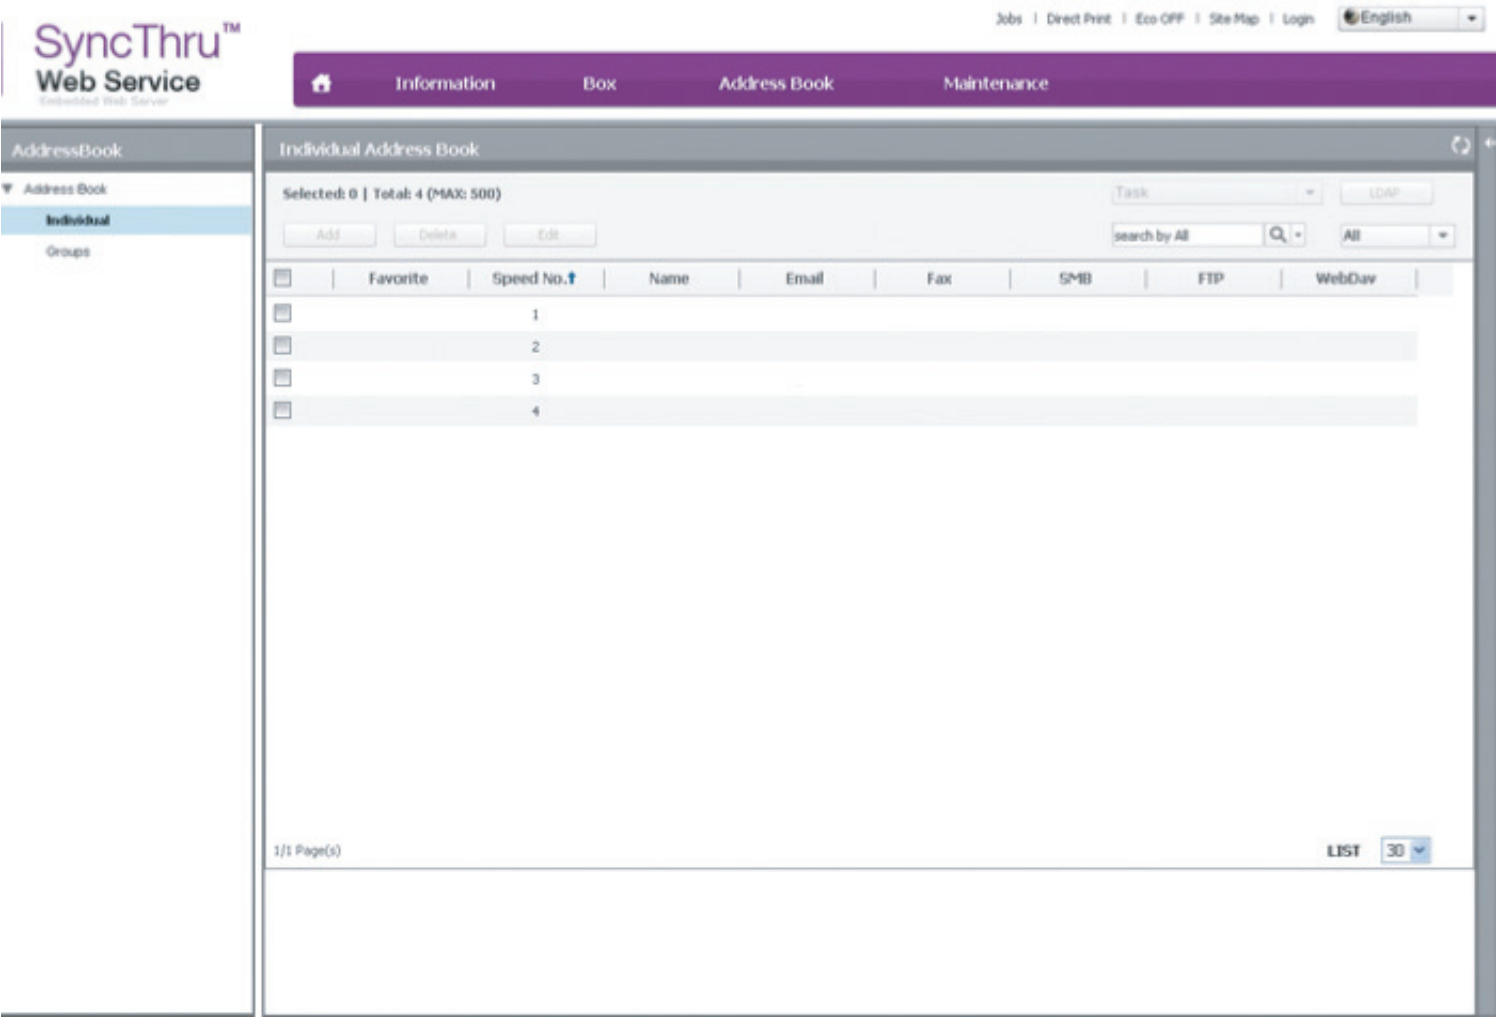 Jobs | Direct Print | Eco OFF | Site Map | Login English
SyncThru™
Web Service
Embedded Web Server
Information Box Address Book Maintenance
AddressBook
Address Book
Individual
Groups
Individual Address Book
Selected: 0 | Total: 4 (MAX: 500)
Task LDAP
Add Delete Edit
search by All All
Favorite Speed No. Name Email Fax SMB FTP WebDav
1
2
3
4
1/1 Page(s)
LIST 30